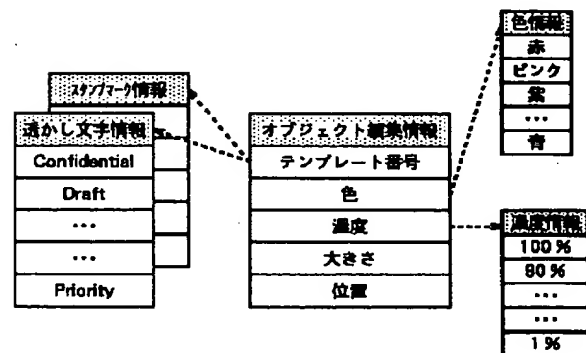 スタンプマーク情報
透かし文字情報
Confidential
Draft
...
...
Priority
オブジェクト編集情報
テンプレート番号
色
濃度
大きさ
位置
色情報
赤
ピンク
紫
...
青
濃度情報
100 %
90 %
...
...
1 %